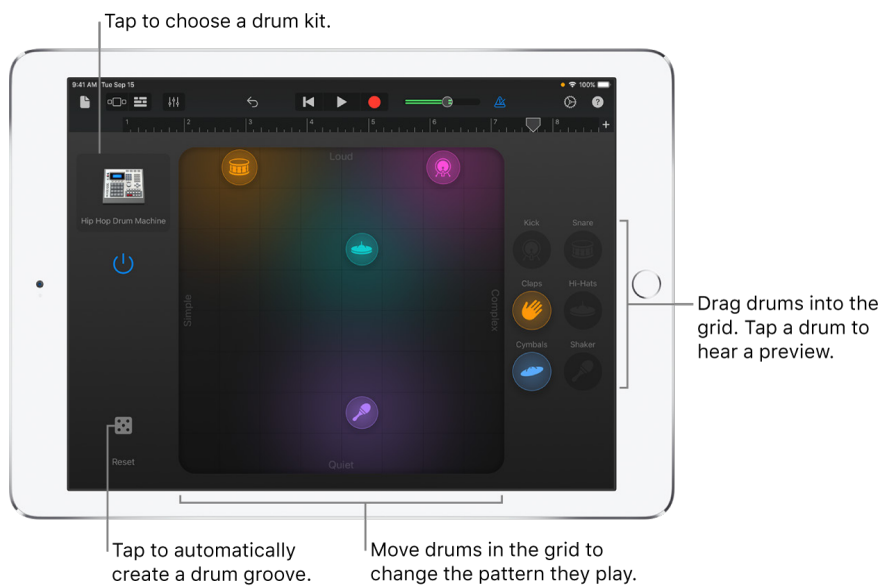 Tap to choose a drum kit.
9:41 AM Tue Sep 15
100%
1 2 3 4 5 6 7 8 +
?
Loud
Hip Hop Drum Machine
Kick Snare
Claps Hi-Hats
Simple
Complex
Drag drums into the
grid. Tap a drum to
hear a preview.
Cymbals Shaker
Reset
Quiet
Tap to automatically
create a drum groove.
Move drums in the grid to
change the pattern they play.